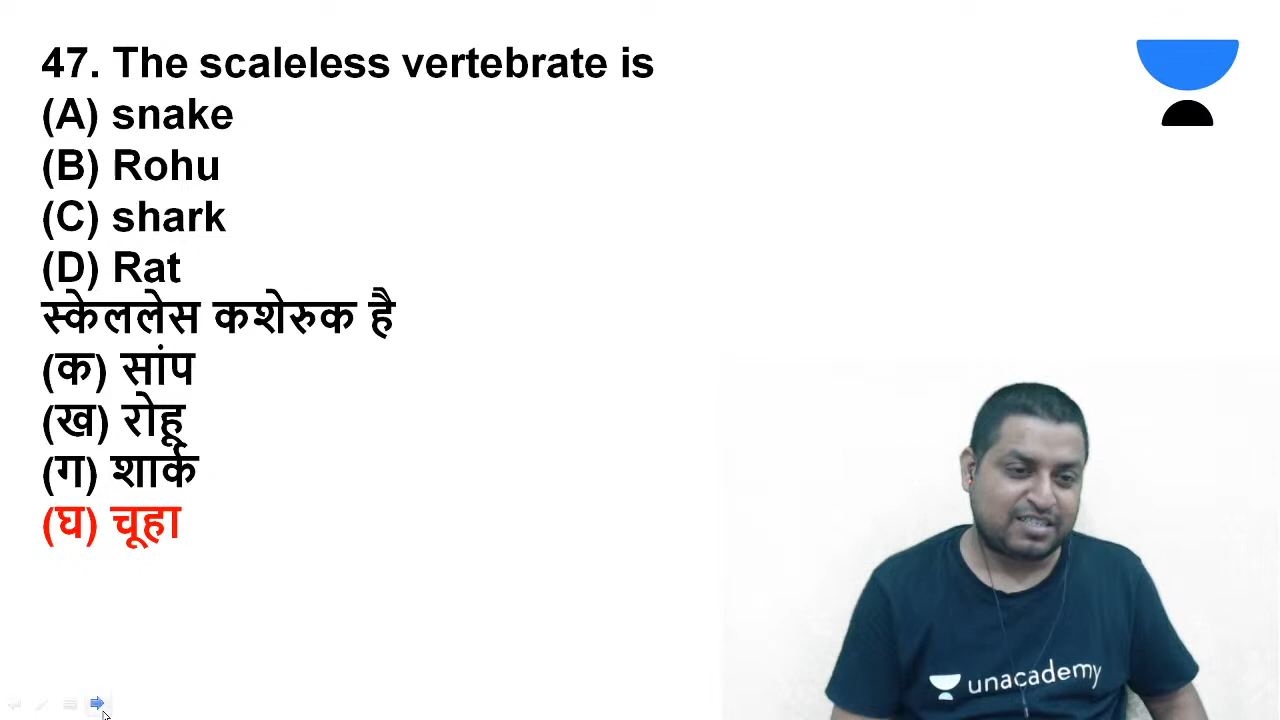 47. The scaleless vertebrate is
(A) snake
(B) Rohu
(C) shark
(D) Rat
स्केललेस कशेरुक है
(क) सांप
(ख) रोहू
(ग) शार्क
(घ) चूहा
unacademy